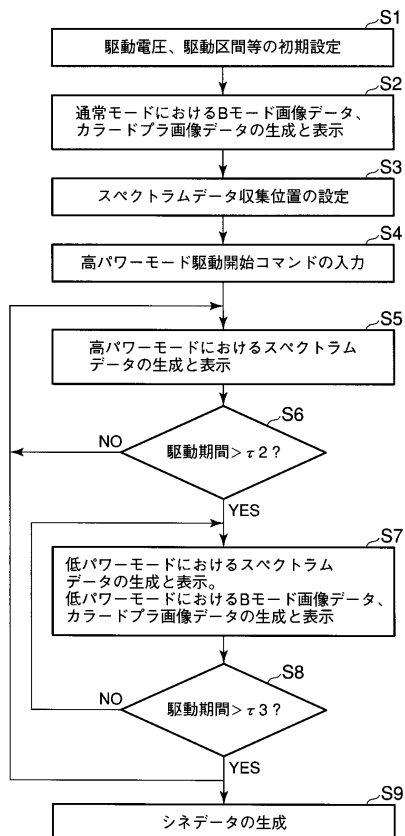 S1
駆動電圧、駆動区間等の初期設定
S2
通常モードにおけるBモード画像データ、
カラードプラ画像データの生成と表示
S3
スペクトラムデータ収集位置の設定
S4
高パワーモード駆動開始コマンドの入力
S5
高パワーモードにおけるスペクトラム
データの生成と表示
S6
駆動期間>τ2?
NO
YES
S7
低パワーモードにおけるスペクトラム
データの生成と表示。
低パワーモードにおけるBモード画像データ、
カラードプラ画像データの生成と表示
S8
駆動期間>τ3?
NO
YES
S9
シネデータの生成